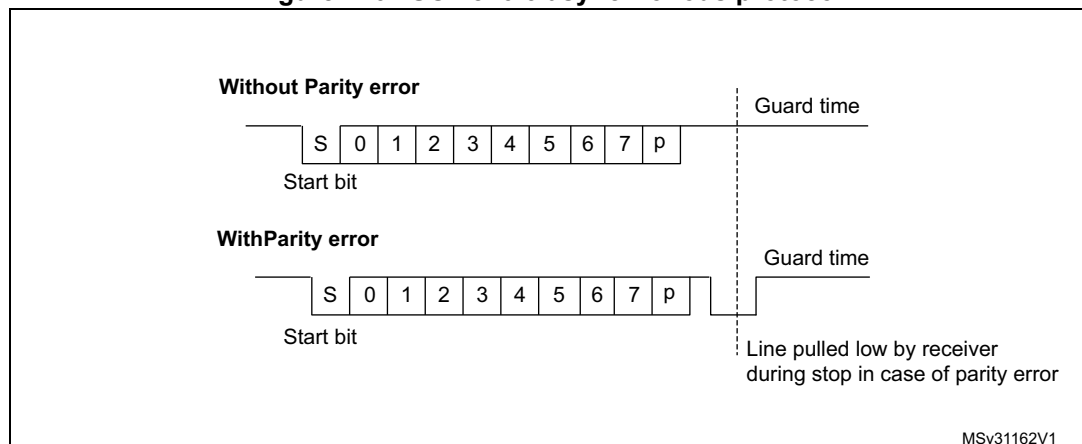 Without Parity error
Guard time
S 0 1 2 3 4 5 6 7 p
Start bit
WithParity error
Guard time
S 0 1 2 3 4 5 6 7 p
Start bit
Line pulled low by receiver
during stop in case of parity error
MSv31162V1